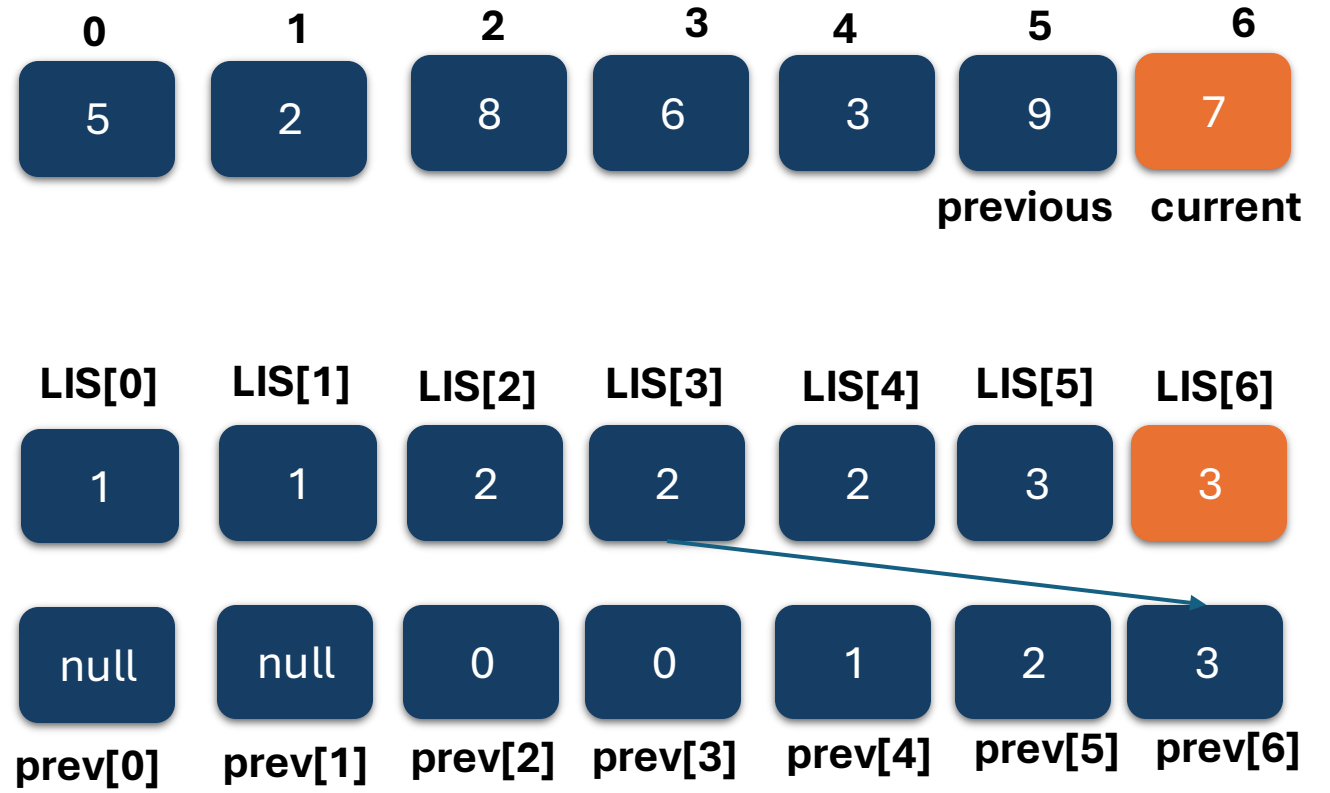 0 1 2 3 4 5 6
5 2 8 6 3 9 7
previous current
LIS[0] LIS[1] LIS[2] LIS[3] LIS[4] LIS[5] LIS[6]
1 1 2 2 2 3 3
null null 0 0 1 2 3
prev[0] prev[1] prev[2] prev[3] prev[4] prev[5] prev[6]